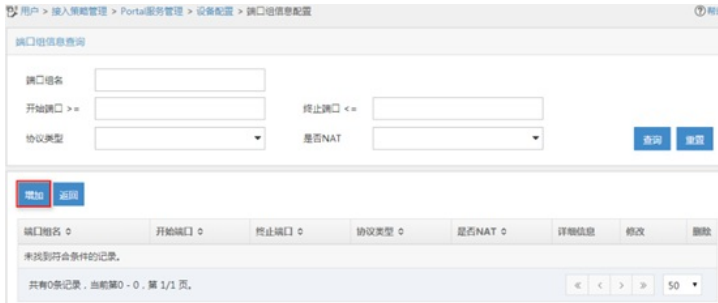 用户 > 接入策略管理 > Portal服务管理 > 设备配置 > 端口组信息配置
端口组信息查询
端口组名
开始端口 >=
终止端口 <=
协议类型
是否NAT
查询 重置
增加 返回
端口组名 开始端口 终止端口 协议类型 是否NAT 详细信息 修改 删除
未找到符合条件的记录。
共有0条记录，当前第0 - 0，第 1/1 页。
« < > » 50